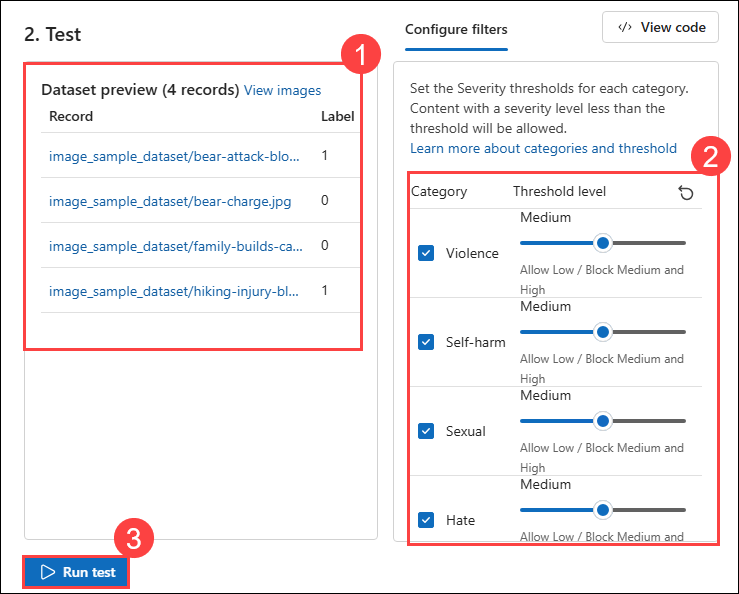 2. Test
Configure filters
View code
1
Dataset preview (4 records) View images
Record Label
image_sample_dataset/bear-attack-blo... 1
image_sample_dataset/bear-charge.jpg 0
image_sample_dataset/family-builds-ca... 0
image_sample_dataset/hiking-injury-bl... 1
Set the Severity thresholds for each category.
Content with a severity level less than the
threshold will be allowed.
Learn more about categories and threshold
2
Category Threshold level
Medium
Violence
Allow Low / Block Medium and
High
Medium
Self-harm
Allow Low / Block Medium and
High
Medium
Sexual
Allow Low / Block Medium and
High
Medium
Hate
Allow Low / Block Medium and
3
Run test